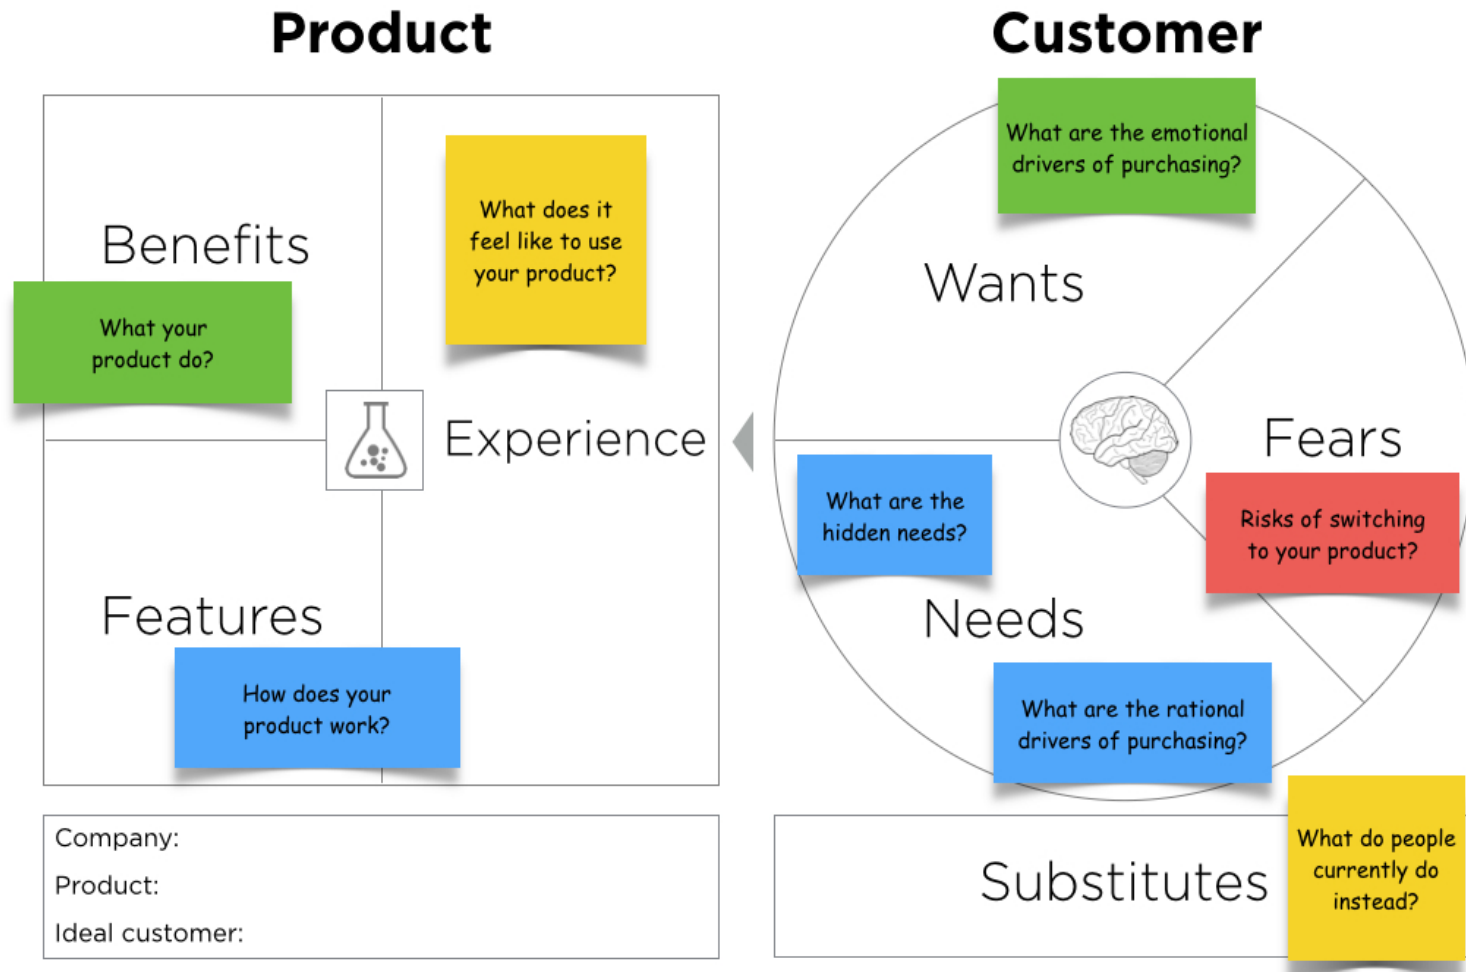 Product
Benefits
What your
product do?
What does it
feel like to use
your product?
Experience
Features
How does your
product work?
Company:
Product:
Ideal customer:
Customer
What are the emotional
drivers of purchasing?
Wants
Fears
Risks of switching
to your product?
What are the
hidden needs?
Needs
What are the rational
drivers of purchasing?
Substitutes
What do people
currently do
instead?